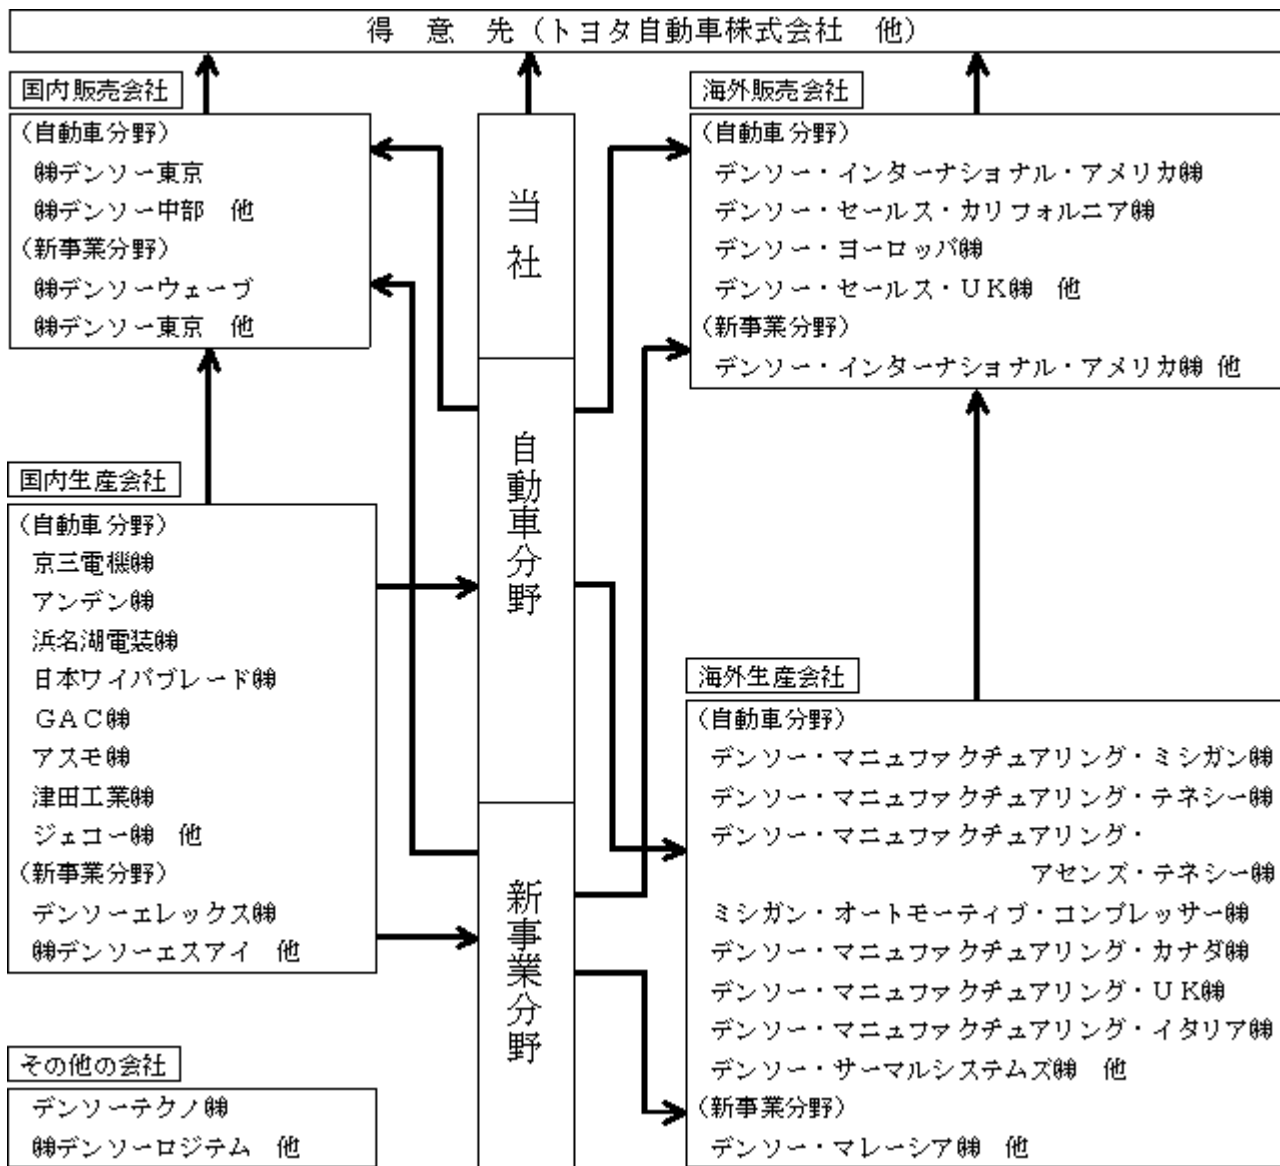 得 意 先（トヨタ自動車株式会社　他）
国内販売会社
（自動車分野）
㈱デンソー東京
㈱デンソー中部　他
（新事業分野）
㈱デンソーウェーブ
㈱デンソー東京　他
国内生産会社
（自動車分野）
京三電機㈱
アンデン㈱
浜名湖電装㈱
日本ワイパブレード㈱
ＧＡＣ㈱
アスモ㈱
津田工業㈱
ジェコー㈱　他
（新事業分野）
デンソーエレックス㈱
㈱デンソーエスアイ　他
その他の会社
デンソーテクノ㈱
㈱デンソーロジテム　他
当社
自動車分野
新事業分野
海外販売会社
（自動車分野）
デンソー・インターナショナル・アメリカ㈱
デンソー・セールス・カリフォルニア㈱
デンソー・ヨーロッパ㈱
デンソー・セールス・ＵＫ㈱　他
（新事業分野）
デンソー・インターナショナル・アメリカ㈱ 他
海外生産会社
（自動車分野）
デンソー・マニュファクチュアリング・ミシガン㈱
デンソー・マニュファクチュアリング・テネシー㈱
デンソー・マニュファクチュアリング・
アセンズ・テネシー㈱
ミシガン・オートモーティブ・コンプレッサー㈱
デンソー・マニュファクチュアリング・カナダ㈱
デンソー・マニュファクチュアリング・ＵＫ㈱
デンソー・マニュファクチュアリング・イタリア㈱
デンソー・サーマルシステムズ㈱　他
（新事業分野）
デンソー・マレーシア㈱　他